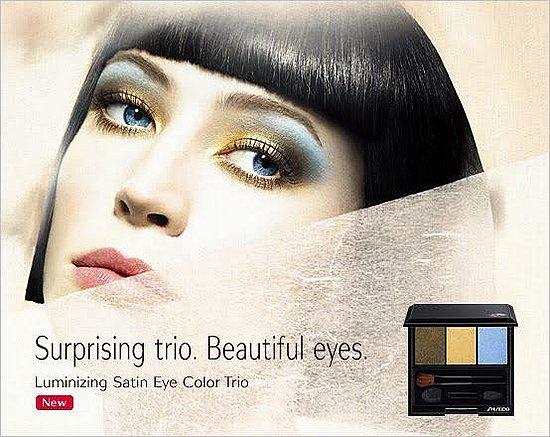 Surprising trio. Beautiful eyes.
Luminizing Satin Eye Color Trio
New
SHISEIDO